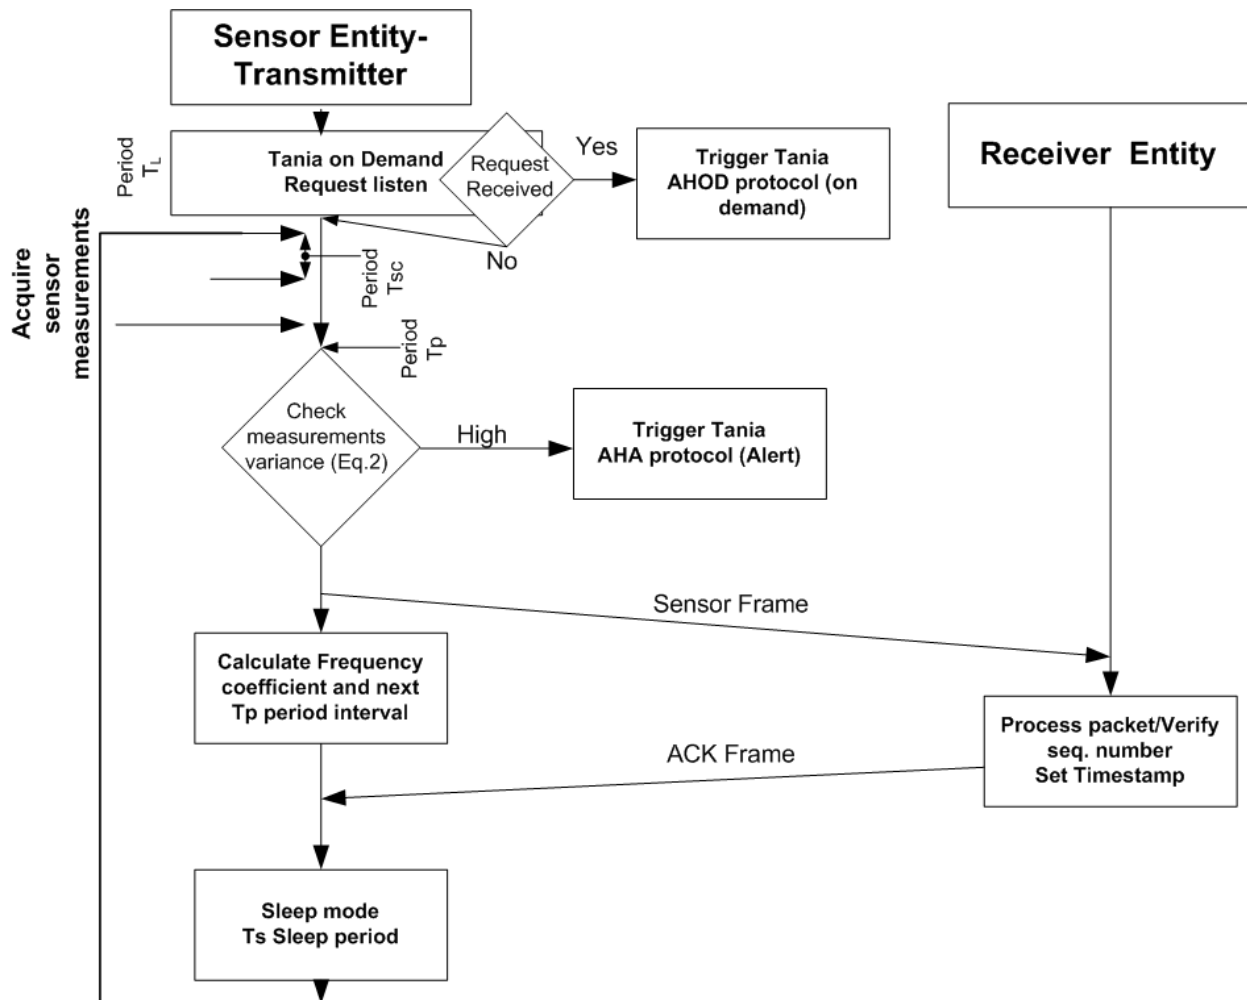 Sensor Entity-
Transmitter
Period
TL
Tania on Demand
Request listen
Request
Received
Yes
No
Trigger Tania
AHOD protocol (on
demand)
Receiver Entity
Acquire
sensor
measurements
Period
Tsc
Period
Tp
Check
measurements
variance (Eq.2)
High
Trigger Tania
AHA protocol (Alert)
Sensor Frame
Calculate Frequency
coefficient and next
Tp period interval
Process packet/Verify
seq. number
Set Timestamp
ACK Frame
Sleep mode
Ts Sleep period